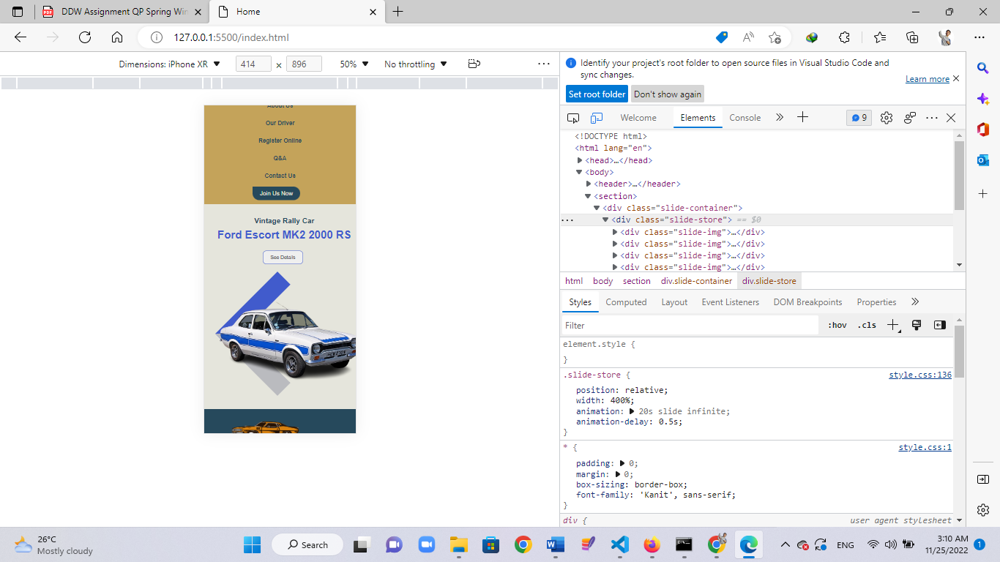 DDW Assignment QP Spring Win
Home
127.0.0.1:5500/index.html
Dimensions: iPhone XR
414
×
896
50%
No throttling
About Us
Our Driver
Register Online
Q&A
Contact Us
Join Us Now
Vintage Rally Car
Ford Escort MK2 2000 RS
See Details
Identify your project's root folder to open source files in Visual Studio Code and
sync changes.
Learn more
Set root folder
Don't show again
Welcome
Elements
Console
9
<!DOCTYPE html>
<html lang="en">
<head>…</head>
<body>
<header>…</header>
<section>
<div class="slide-container">
<div class="slide-store"> == $0
<div class="slide-img">…</div>
<div class="slide-img">…</div>
<div class="slide-img">…</div>
<div class="slide-img">…</div>
html body section div.slide-container div.slide-store
Styles Computed Layout Event Listeners DOM Breakpoints Properties
Filter
:hov .cls
element.style {
}
.slide-store {
style.css:136
position: relative;
width: 400%;
animation: 20s slide infinite;
animation-delay: 0.5s;
}
* {
style.css:1
padding: 0;
margin: 0;
box-sizing: border-box;
font-family: 'Kanit', sans-serif;
}
div {
user agent stylesheet
26°C
Mostly cloudy
Search
ENG
3:10 AM
11/25/2022
1